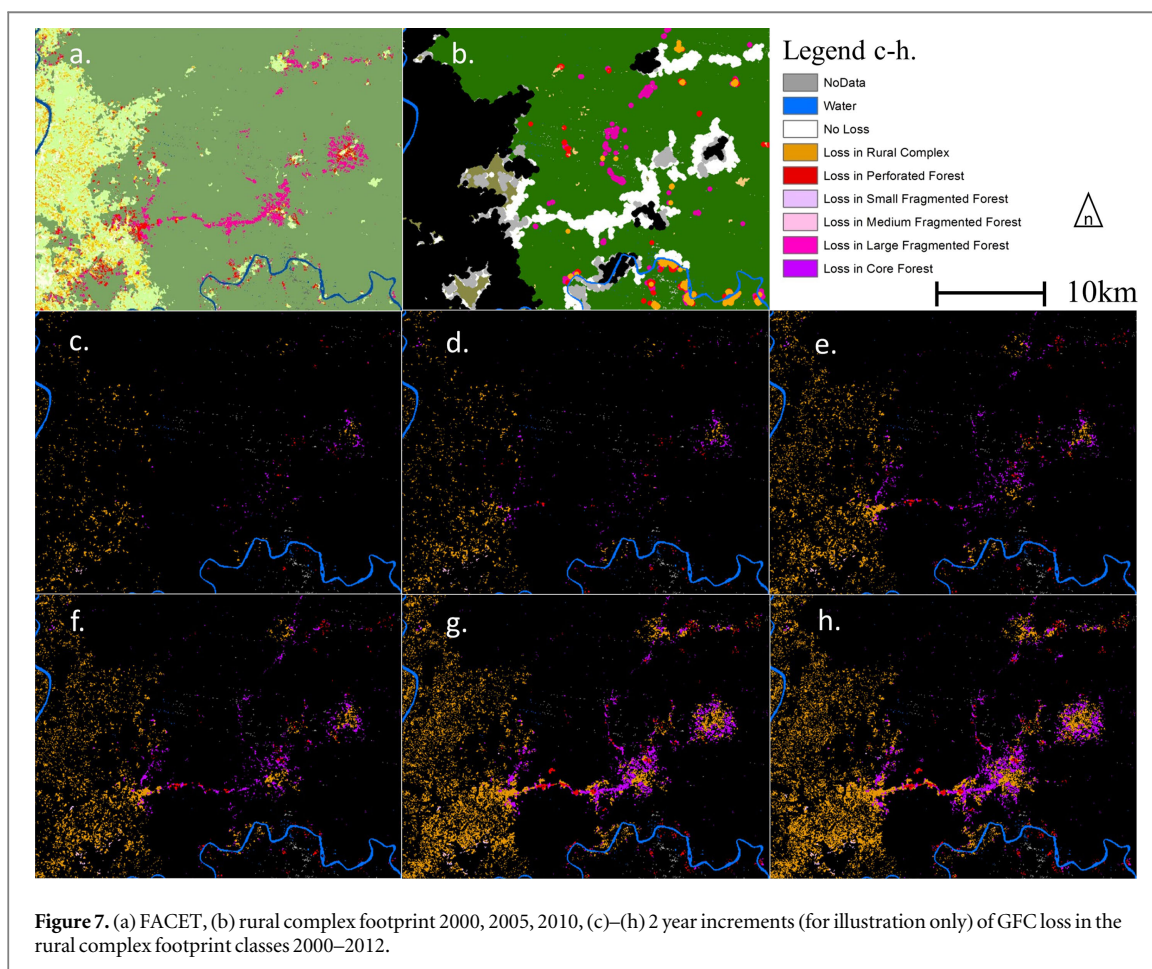 a.
b.
Legend c-h.
NoData
Water
No Loss
Loss in Rural Complex
Loss in Perforated Forest
Loss in Small Fragmented Forest
Loss in Medium Fragmented Forest
Loss in Large Fragmented Forest
Loss in Core Forest
n
10km
c.
d.
e.
f.
g.
h.
Figure 7. (a) FACET, (b) rural complex footprint 2000, 2005, 2010, (c)–(h) 2 year increments (for illustration only) of GFC loss in the
rural complex footprint classes 2000–2012.